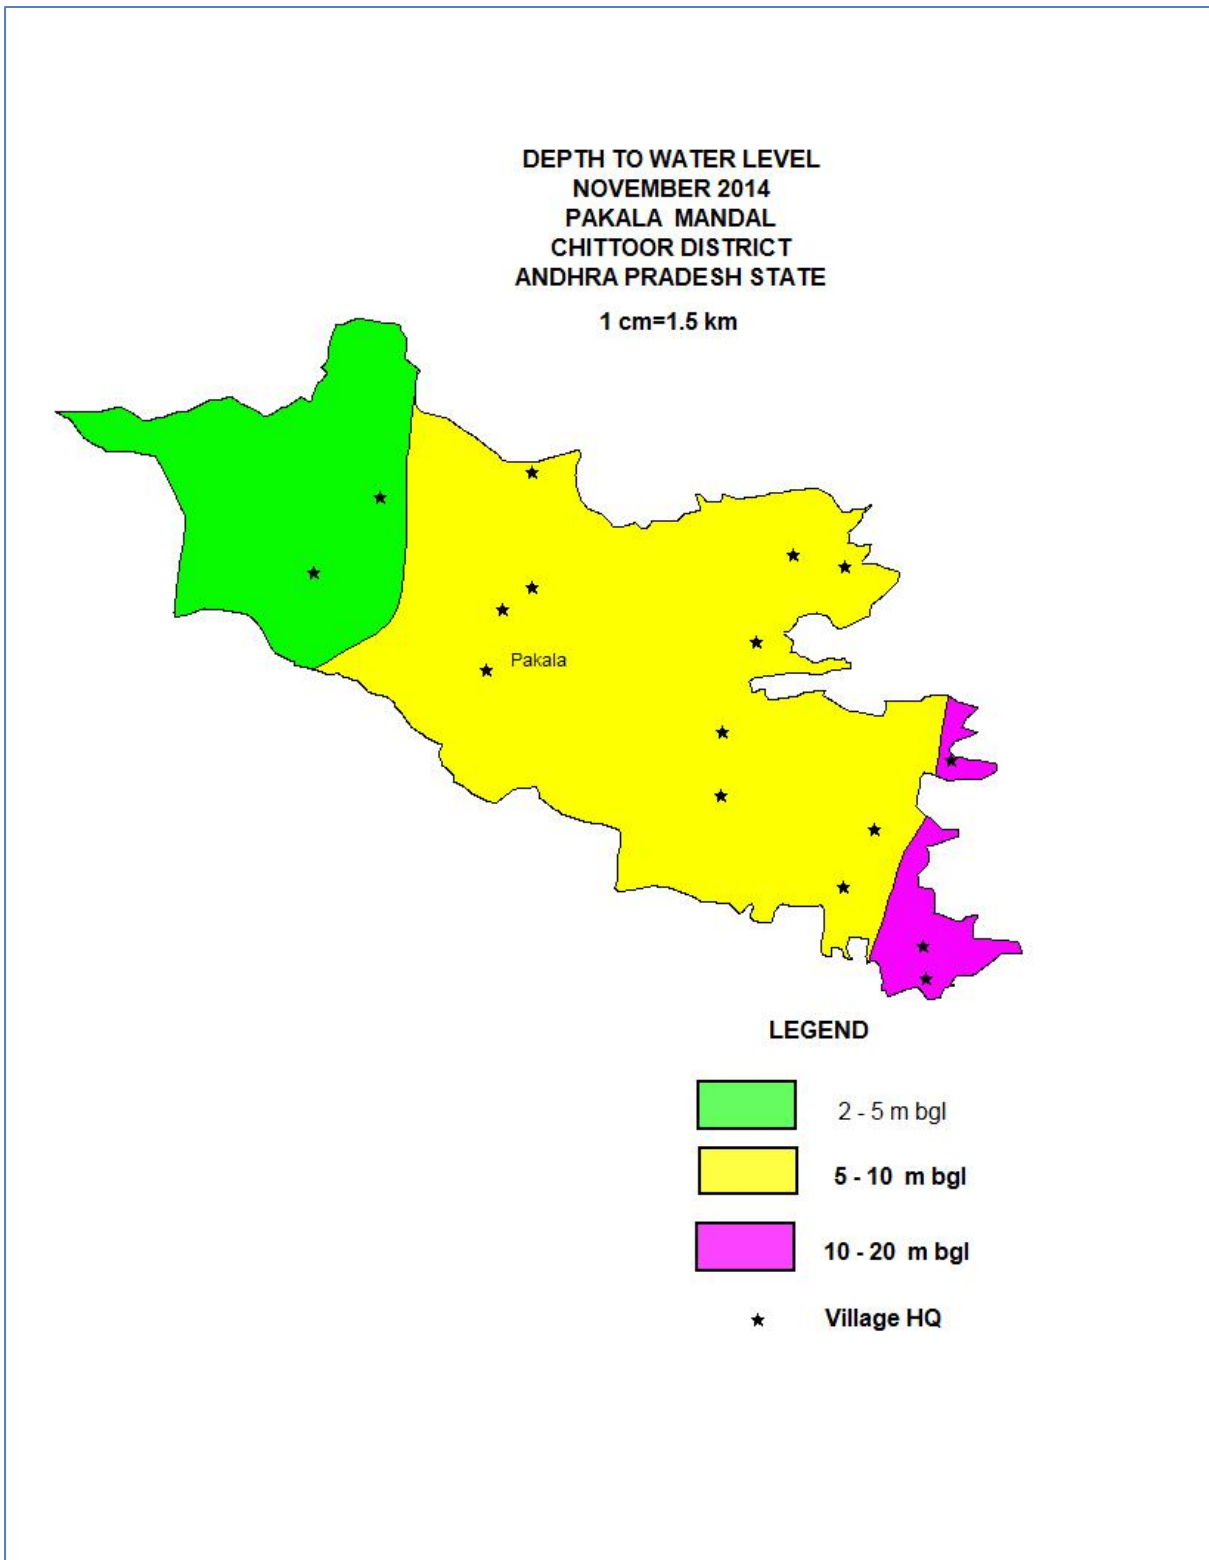 DEPTH TO WATER LEVEL
NOVEMBER 2014
PAKALA MANDAL
CHITTOOR DISTRICT
ANDHRA PRADESH STATE
1 cm=1.5 km
Pakala
LEGEND
2 - 5 m bgl
5 - 10 m bgl
10 - 20 m bgl
Village HQ